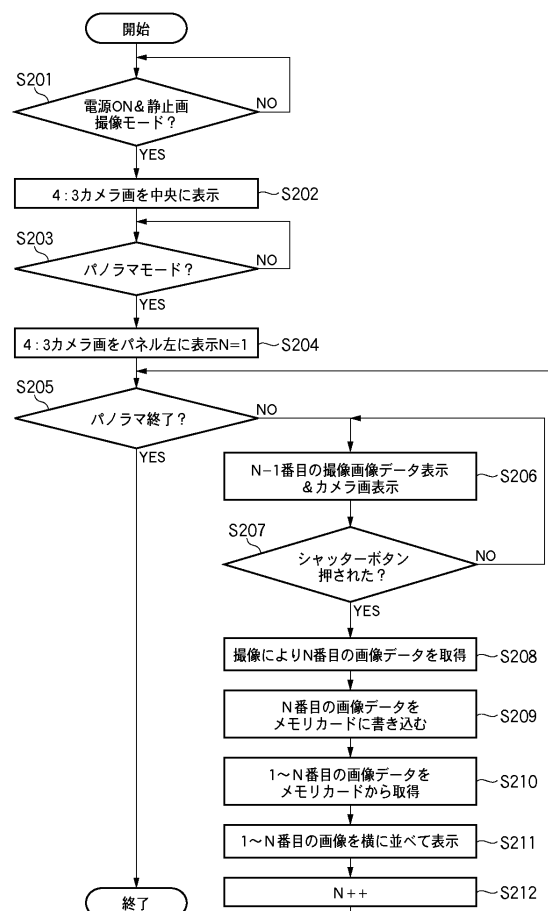 開始
S201
電源ON&静止画
撮像モード?
NO
YES
4:3カメラ画を中央に表示
S202
S203
パノラマモード?
NO
YES
4:3カメラ画をパネル左に表示N=1
S204
S205
パノラマ終了?
NO
YES
N−1番目の撮像画像データ表示
&カメラ画表示
S206
S207
シャッターボタン
押された?
NO
YES
撮像によりN番目の画像データを取得
S208
N番目の画像データを
メモリカードに書き込む
S209
1〜N番目の画像データを
メモリカードから取得
S210
1〜N番目の画像を横に並べて表示
S211
N++
S212
終了